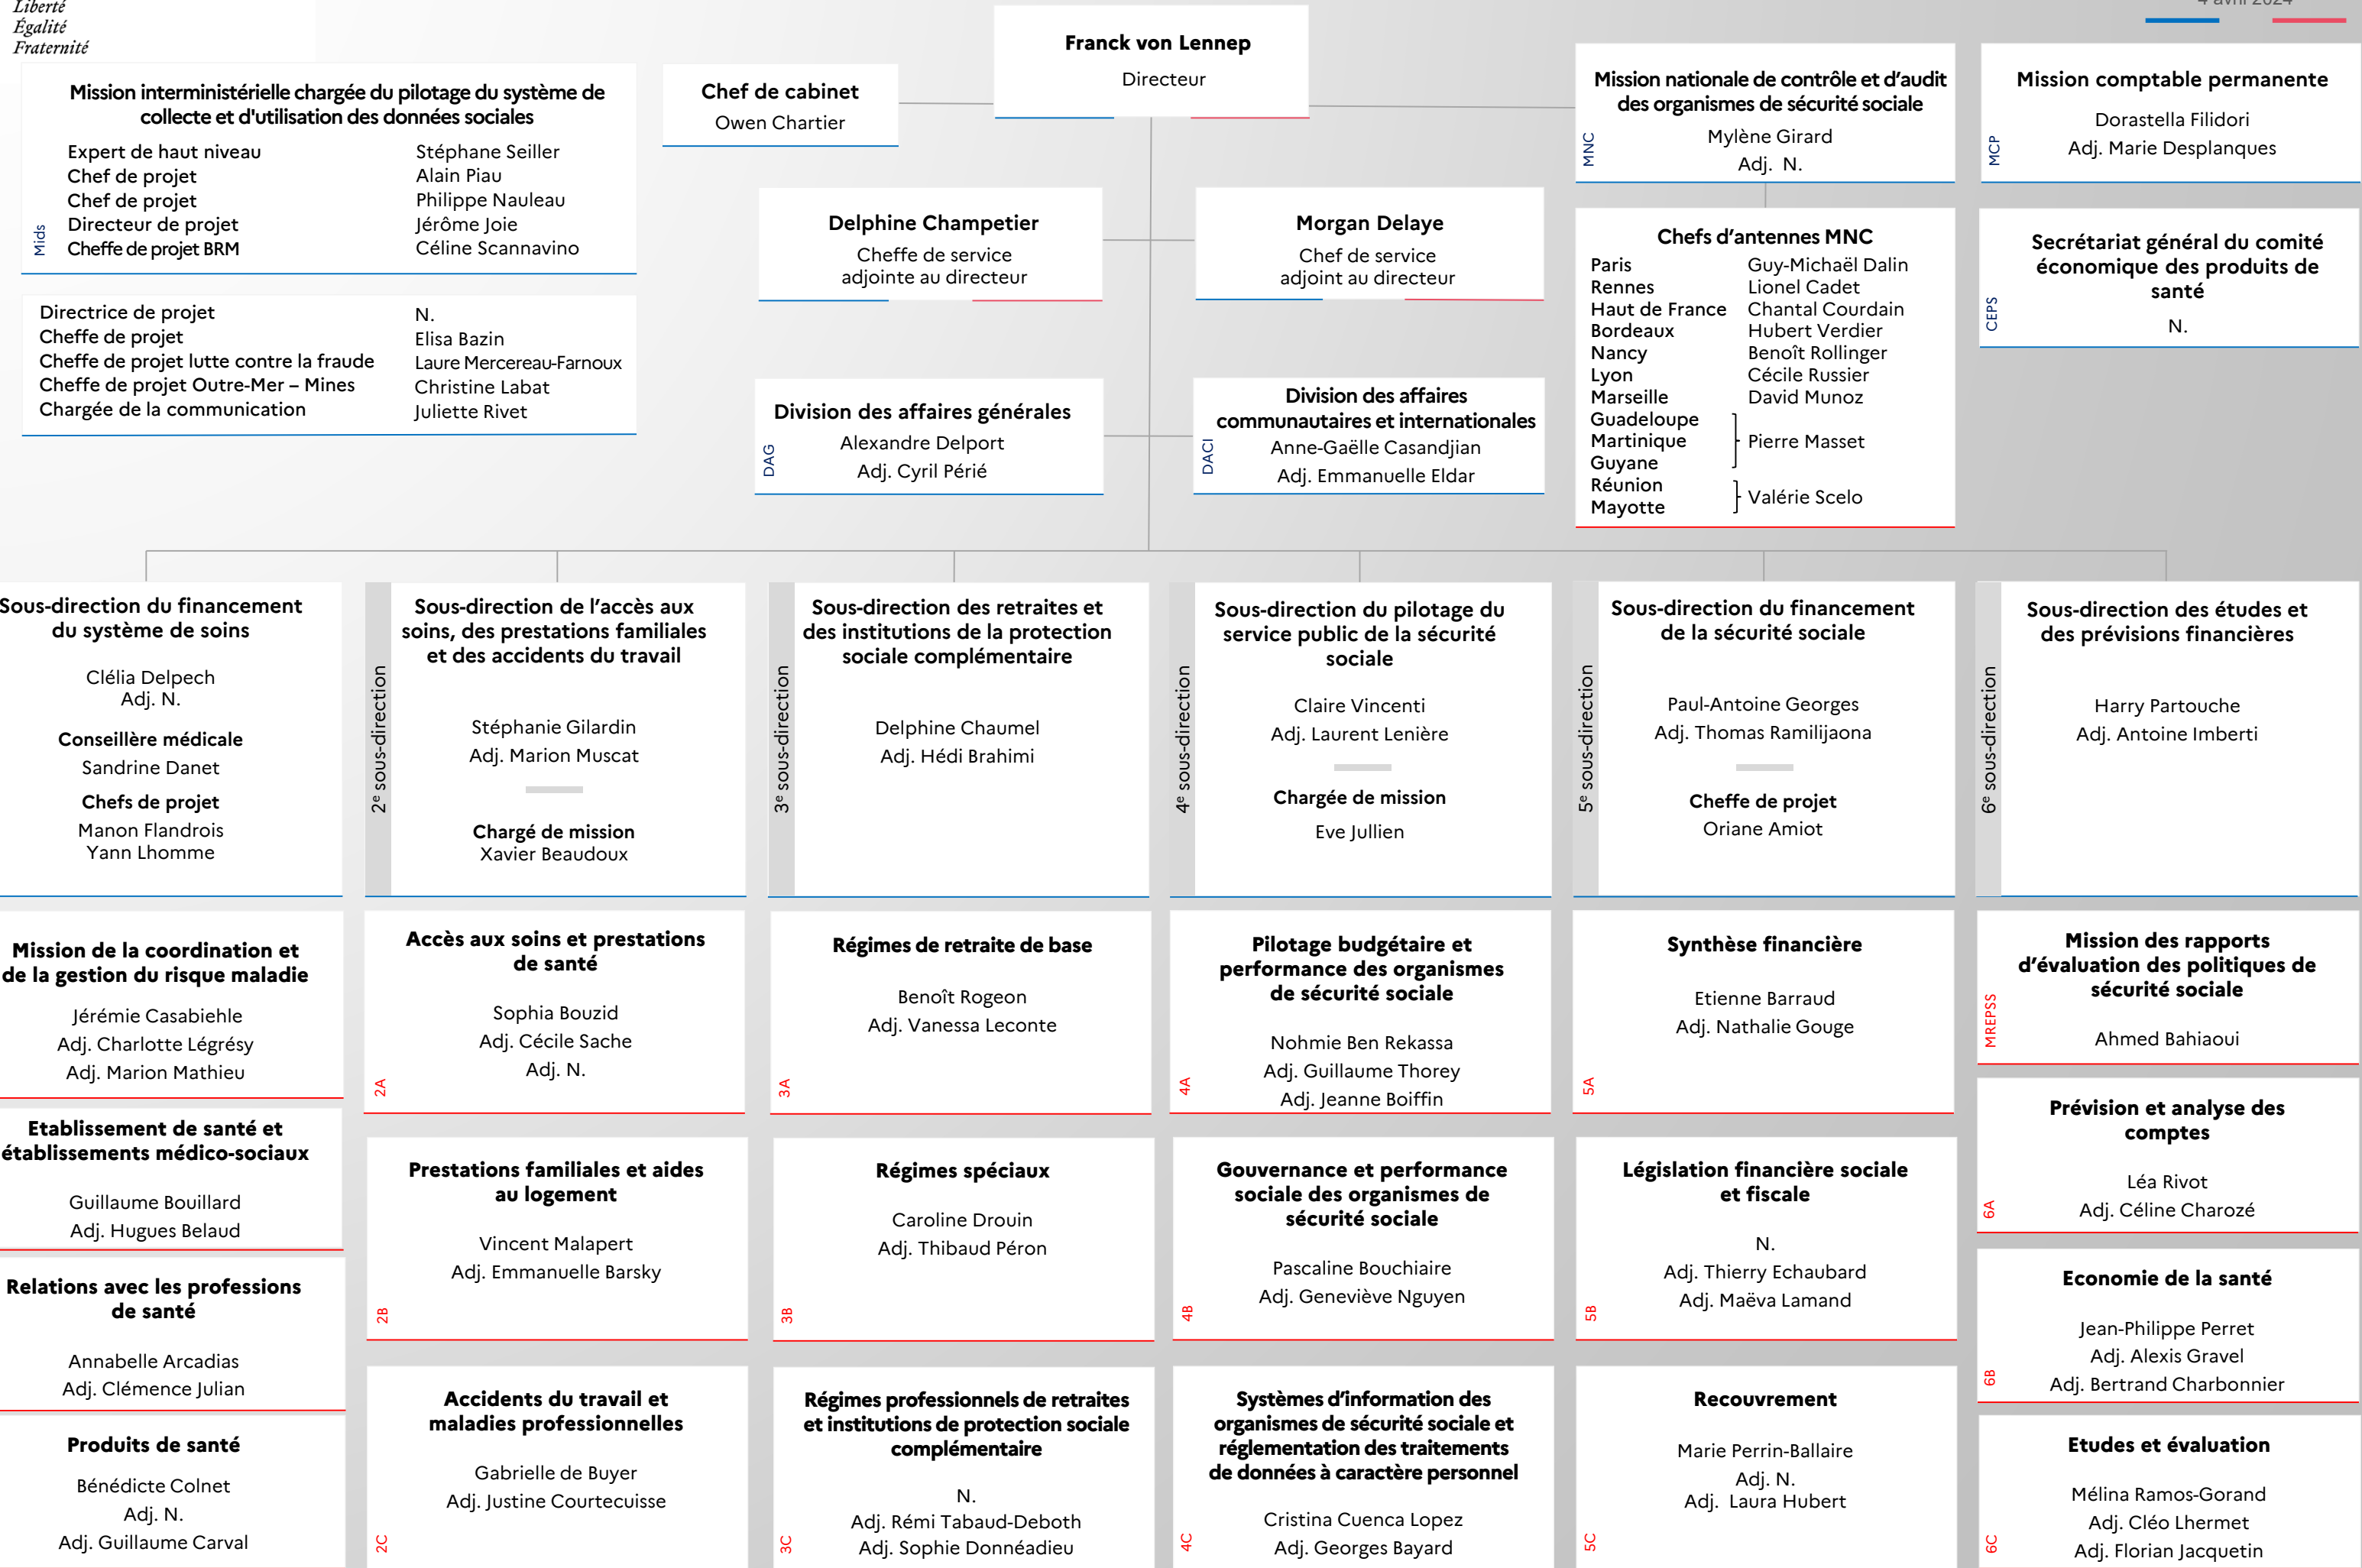 Liberté
Égalité
Fraternité
4 avril 2024
Franck von Lennep
Directeur
Mission interministérielle chargée du pilotage du système de
collecte et d'utilisation des données sociales
Expert de haut niveau Stéphane Seiller
Chef de projet Alain Piau
Chef de projet Philippe Nauleau
Directeur de projet Jérôme Joie
Cheffe de projet BRM Céline Scannavino
Mids
Chef de cabinet
Owen Chartier
Mission nationale de contrôle et d’audit
des organismes de sécurité sociale
Mylène Girard
Adj. N.
MNC
Mission comptable permanente
Dorastella Filidori
Adj. Marie Desplanques
MCP
Delphine Champetier
Cheffe de service
adjointe au directeur
Morgan Delaye
Chef de service
adjoint au directeur
Chefs d’antennes MNC
Paris Guy-Michaël Dalin
Rennes Lionel Cadet
Haut de France Chantal Courdain
Bordeaux Hubert Verdier
Nancy Benoît Rollinger
Lyon Cécile Russier
Marseille David Munoz
Guadeloupe
Martinique Pierre Masset
Guyane
Réunion
Valérie Scelo
Mayotte
Secrétariat général du comité
économique des produits de
santé
N.
CEPS
Directrice de projet N.
Cheffe de projet Elisa Bazin
Cheffe de projet lutte contre la fraude Laure Mercereau-Farnoux
Cheffe de projet Outre-Mer – Mines Christine Labat
Chargée de la communication Juliette Rivet
Division des affaires générales
Alexandre Delport
Adj. Cyril Périé
DAG
Division des affaires
communautaires et internationales
Anne-Gaëlle Casandjian
Adj. Emmanuelle Eldar
DACI
Sous-direction du financement
du système de soins
Clélia Delpech
Adj. N.
Conseillère médicale
Sandrine Danet
Chefs de projet
Manon Flandrois
Yann Lhomme
2e sous-direction
Sous-direction de l’accès aux
soins, des prestations familiales
et des accidents du travail
Stéphanie Gilardin
Adj. Marion Muscat
Chargé de mission
Xavier Beaudoux
3e sous-direction
Sous-direction des retraites et
des institutions de la protection
sociale complémentaire
Delphine Chaumel
Adj. Hédi Brahimi
4e sous-direction
Sous-direction du pilotage du
service public de la sécurité
sociale
Claire Vincenti
Adj. Laurent Lenière
Chargée de mission
Eve Jullien
5e sous-direction
Sous-direction du financement
de la sécurité sociale
Paul-Antoine Georges
Adj. Thomas Ramilijaona
Cheffe de projet
Oriane Amiot
6e sous-direction
Sous-direction des études et
des prévisions financières
Harry Partouche
Adj. Antoine Imberti
Mission de la coordination et
de la gestion du risque maladie
Jérémie Casabiehle
Adj. Charlotte Légrésy
Adj. Marion Mathieu
Etablissement de santé et
établissements médico-sociaux
Guillaume Bouillard
Adj. Hugues Belaud
Relations avec les professions
de santé
Annabelle Arcadias
Adj. Clémence Julian
Produits de santé
Bénédicte Colnet
Adj. N.
Adj. Guillaume Carval
Accès aux soins et prestations
de santé
Sophia Bouzid
Adj. Cécile Sache
Adj. N.
2A
Prestations familiales et aides
au logement
Vincent Malapert
Adj. Emmanuelle Barsky
2B
Accidents du travail et
maladies professionnelles
Gabrielle de Buyer
Adj. Justine Courtecuisse
2C
Régimes de retraite de base
Benoît Rogeon
Adj. Vanessa Leconte
3A
Régimes spéciaux
Caroline Drouin
Adj. Thibaud Péron
3B
Régimes professionnels de retraites
et institutions de protection sociale
complémentaire
N.
Adj. Rémi Tabaud-Deboth
Adj. Sophie Donnéadieu
3C
Pilotage budgétaire et
performance des organismes
de sécurité sociale
Nohmie Ben Rekassa
Adj. Guillaume Thorey
Adj. Jeanne Boiffin
4A
Gouvernance et performance
sociale des organismes de
sécurité sociale
Pascaline Bouchiaire
Adj. Geneviève Nguyen
4B
Systèmes d’information des
organismes de sécurité sociale et
réglementation des traitements
de données à caractère personnel
Cristina Cuenca Lopez
Adj. Georges Bayard
4C
Synthèse financière
Etienne Barraud
Adj. Nathalie Gouge
5A
Législation financière sociale
et fiscale
N.
Adj. Thierry Echaubard
Adj. Maëva Lamand
5B
Recouvrement
Marie Perrin-Ballaire
Adj. N.
Adj. Laura Hubert
5C
Mission des rapports
d’évaluation des politiques de
sécurité sociale
Ahmed Bahiaoui
MREPSS
Prévision et analyse des
comptes
Léa Rivot
Adj. Céline Charozé
6A
Economie de la santé
Jean-Philippe Perret
Adj. Alexis Gravel
Adj. Bertrand Charbonnier
6B
Etudes et évaluation
Mélina Ramos-Gorand
Adj. Cléo Lhermet
Adj. Florian Jacquetin
6C